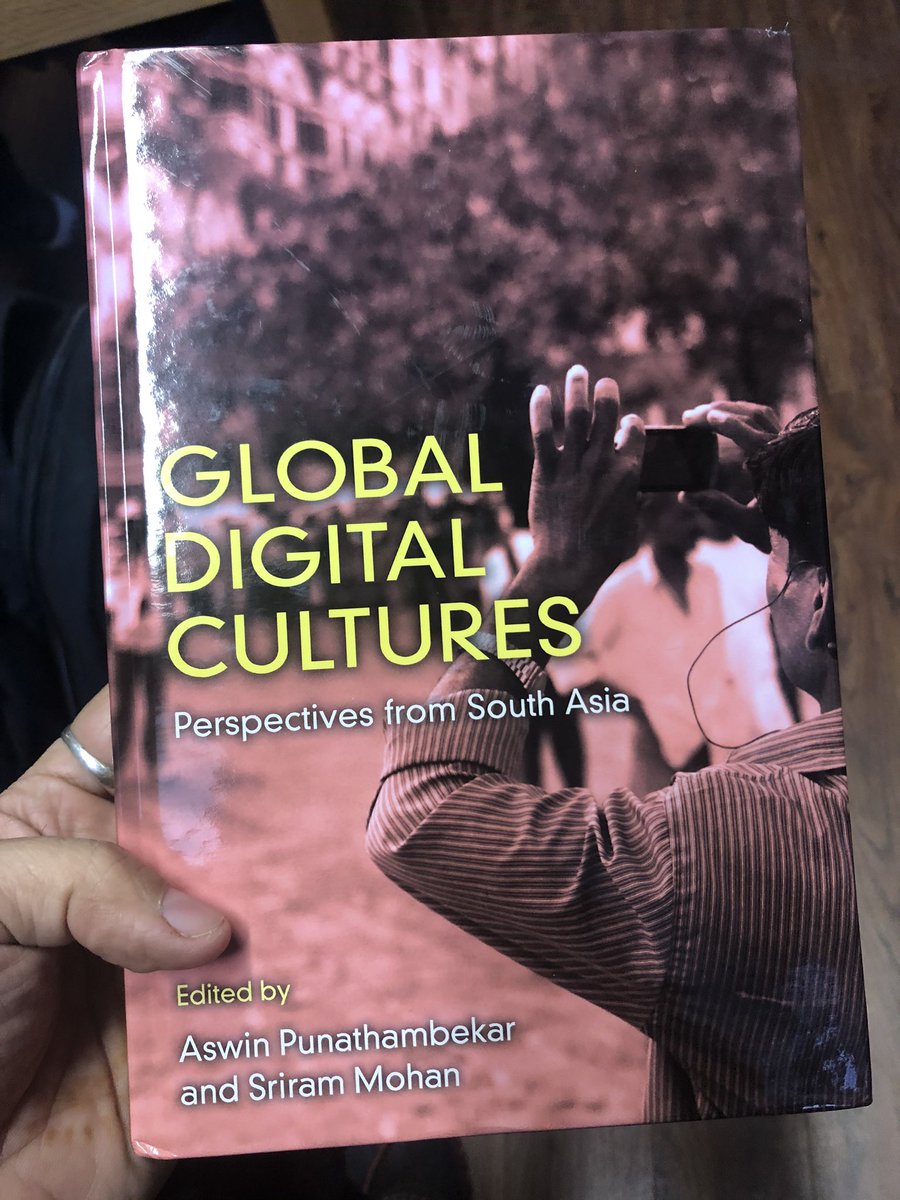 GLOBAL
DIGITAL
CULTURES
Perspectives from South Asia
Edited by
Aswin Punathambekar
and Sriram Mohan